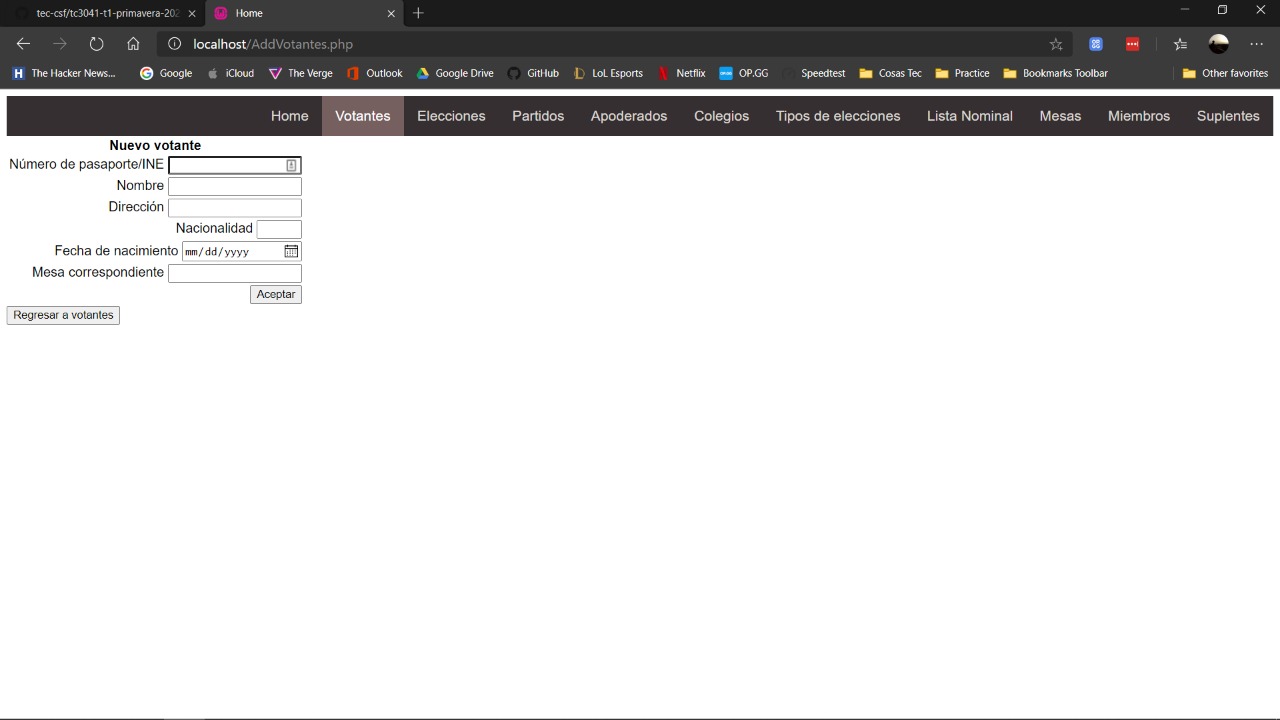 tec-csf/tc3041-t1-primavera-202
Home
localhost/AddVotantes.php
The Hacker News... Google iCloud The Verge Outlook Google Drive GitHub LoL Esports Netflix OP.GG Speedtest Cosas Tec Practice Bookmarks Toolbar Other favorites
Home Votantes Elecciones Partidos Apoderados Colegios Tipos de elecciones Lista Nominal Mesas Miembros Suplentes
Nuevo votante
Número de pasaporte/INE
Nombre
Dirección
Nacionalidad
Fecha de nacimiento mm/dd/yyyy
Mesa correspondiente
Aceptar
Regresar a votantes